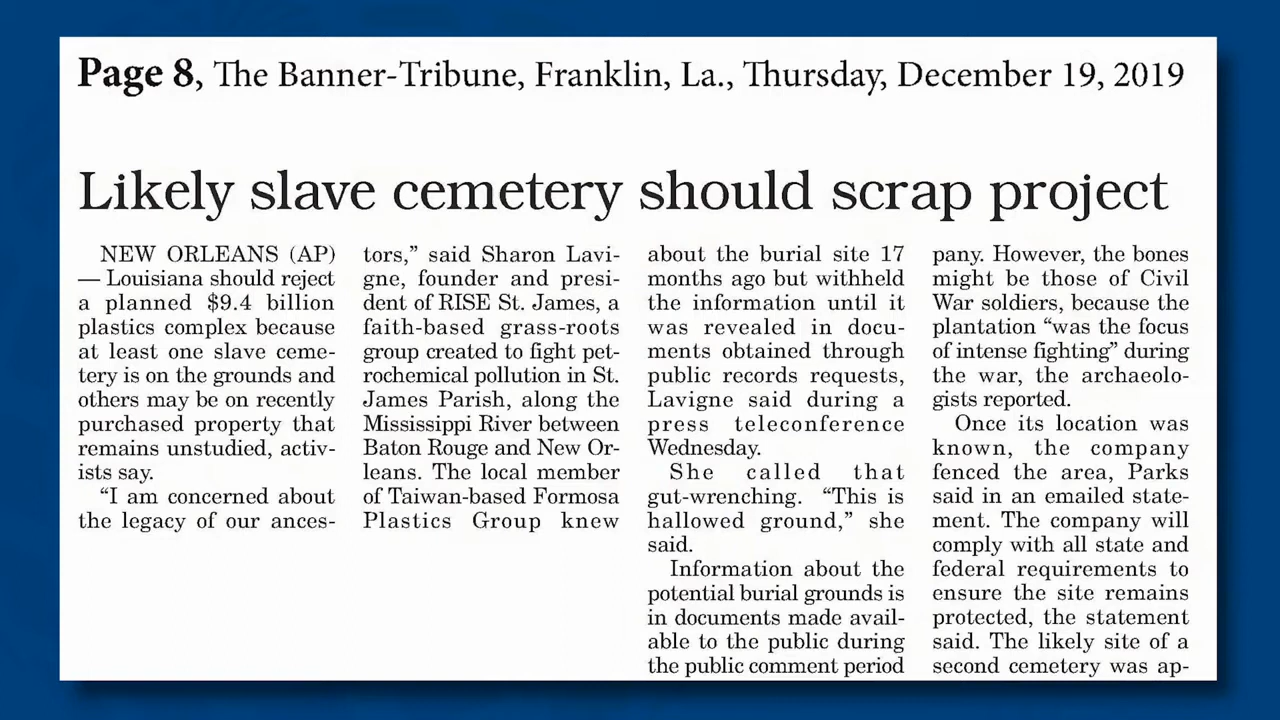 Page 8, The Banner-Tribune, Franklin, La., Thursday, December 19, 2019
Likely slave cemetery should scrap project
NEW ORLEANS (AP)
— Louisiana should reject
a planned $9.4 billion
plastics complex because
at least one slave ceme-
tery is on the grounds and
others may be on recently
purchased property that
remains unstudied, activ-
ists say.
“I am concerned about
the legacy of our ances-
tors,” said Sharon Lavi-
gne, founder and presi-
dent of RISE St. James, a
faith-based grass-roots
group created to fight pet-
rochemical pollution in St.
James Parish, along the
Mississippi River between
Baton Rouge and New Or-
leans. The local member
of Taiwan-based Formosa
Plastics Group knew
about the burial site 17
months ago but withheld
the information until it
was revealed in docu-
ments obtained through
public records requests,
Lavigne said during a
press teleconference
Wednesday.
She called that
gut-wrenching. “This is
hallowed ground,” she
said.
Information about the
potential burial grounds is
in documents made avail-
able to the public during
the public comment period
pany. However, the bones
might be those of Civil
War soldiers, because the
plantation “was the focus
of intense fighting” during
the war, the archaeolo-
gists reported.
Once its location was
known, the company
fenced the area, Parks
said in an emailed state-
ment. The company will
comply with all state and
federal requirements to
ensure the site remains
protected, the statement
said. The likely site of a
second cemetery was ap-